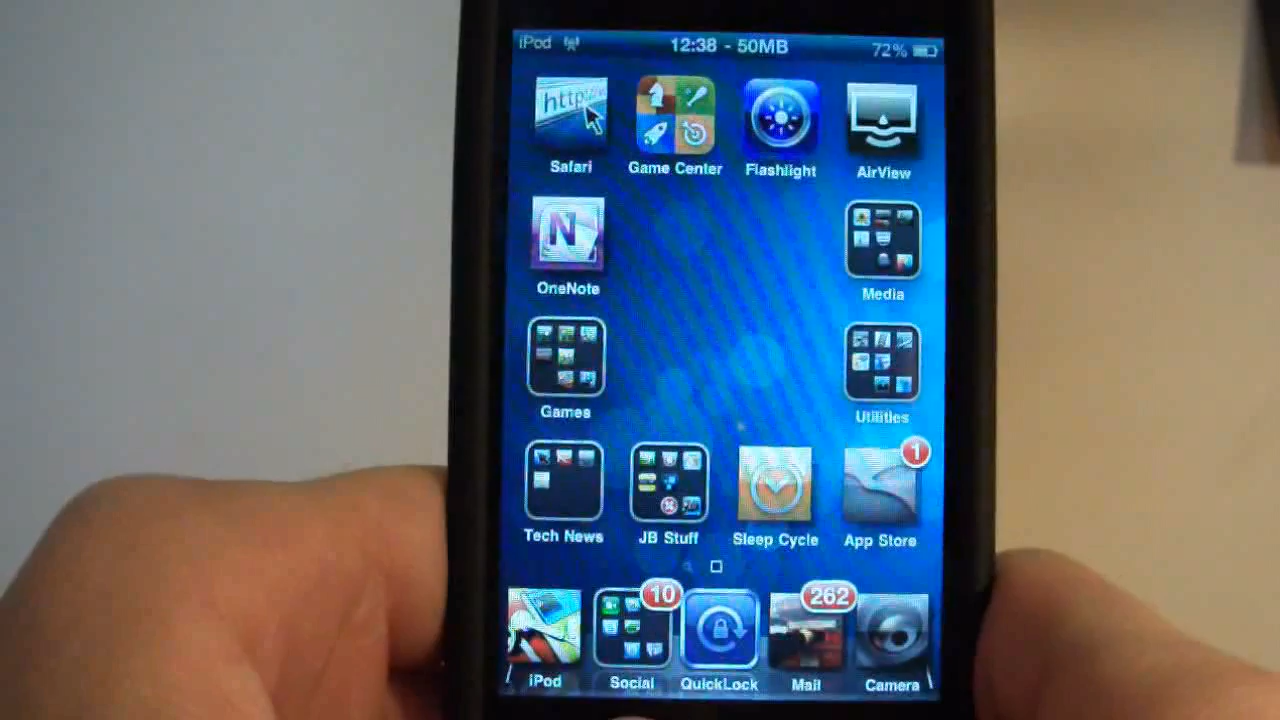 iPod 12:38 - 50MB 72%
http://
Safari Game Center Flashlight AirView
N
OneNote Media
Games Utilities
1
Tech News JB Stuff Sleep Cycle App Store
10 262
iPod Social QuickLock Mail Camera